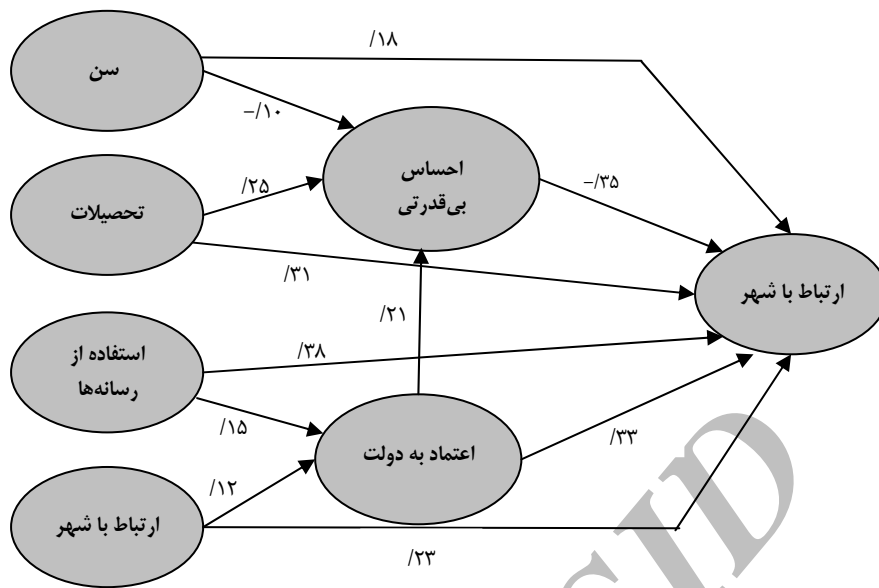 /۱۸
سن
-/۱۰
احساس
بی‌قدرتی
/۲۵
-/۳۵
تحصیلات
/۳۱
ارتباط با شهر
/۲۱
استفاده از
رسانه‌ها
/۳۸
/۱۵
/۳۳
اعتماد به دولت
/۱۲
ارتباط با شهر
/۲۳
SID